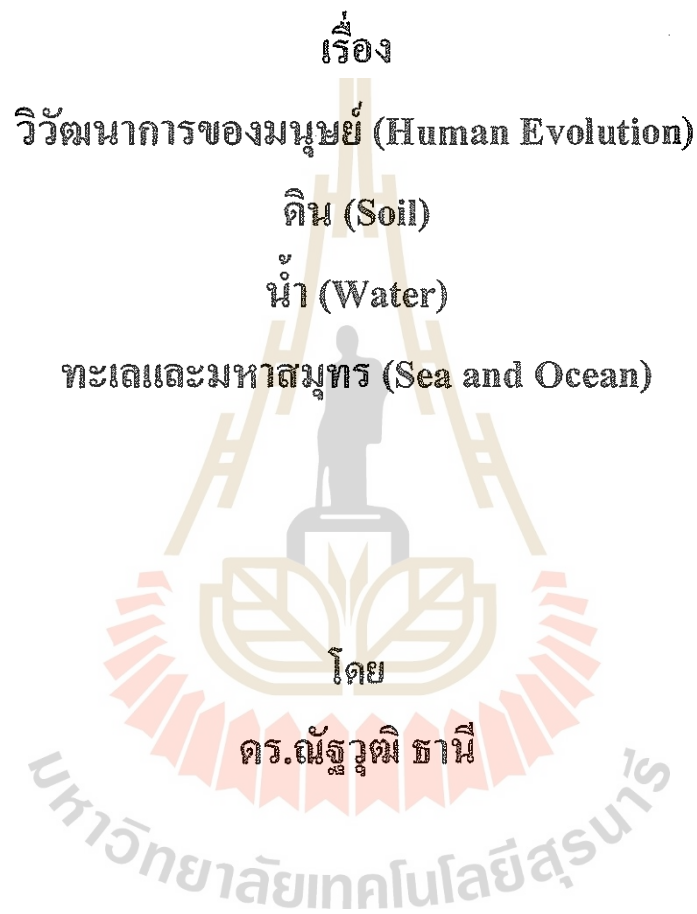 เรื่อง
วิวัฒนาการของมนุษย์ (Human Evolution)
ดิน (Soil)
น้ำ (Water)
ทะเลและมหาสมุทร (Sea and Ocean)
โดย
ดร.ณัฐวุฒิ ธานี
มหาวิทยาลัยเทคโนโลยีสุรนารี